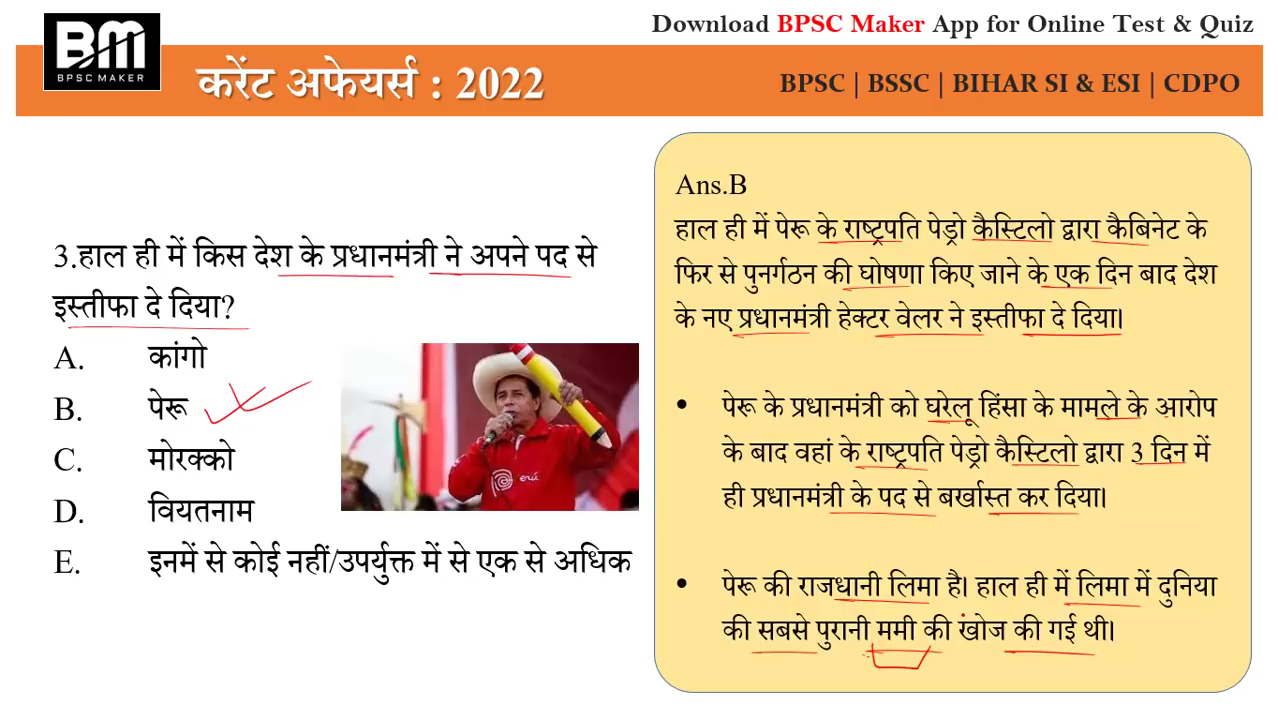 BM
BPSC MAKER
Download BPSC Maker App for Online Test & Quiz
करेंट अफेयर्स : 2022
BPSC | BSSC | BIHAR SI & ESI | CDPO
3.हाल ही में किस देश के प्रधानमंत्री ने अपने पद से
इस्तीफा दे दिया?
A. कांगो
B. पेरू
C. मोरक्को
D. वियतनाम
E. इनमें से कोई नहीं/उपर्युक्त में से एक से अधिक
erú
Ans.B
हाल ही में पेरू के राष्ट्रपति पेड्रो कैस्टिलो द्वारा कैबिनेट के
फिर से पुनर्गठन की घोषणा किए जाने के एक दिन बाद देश
के नए प्रधानमंत्री हेक्टर वेलर ने इस्तीफा दे दिया।
• पेरू के प्रधानमंत्री को घरेलू हिंसा के मामले के आरोप
के बाद वहां के राष्ट्रपति पेड्रो कैस्टिलो द्वारा 3 दिन में
ही प्रधानमंत्री के पद से बर्खास्त कर दिया।
• पेरू की राजधानी लिमा है। हाल ही में लिमा में दुनिया
की सबसे पुरानी ममी की खोज की गई थी।